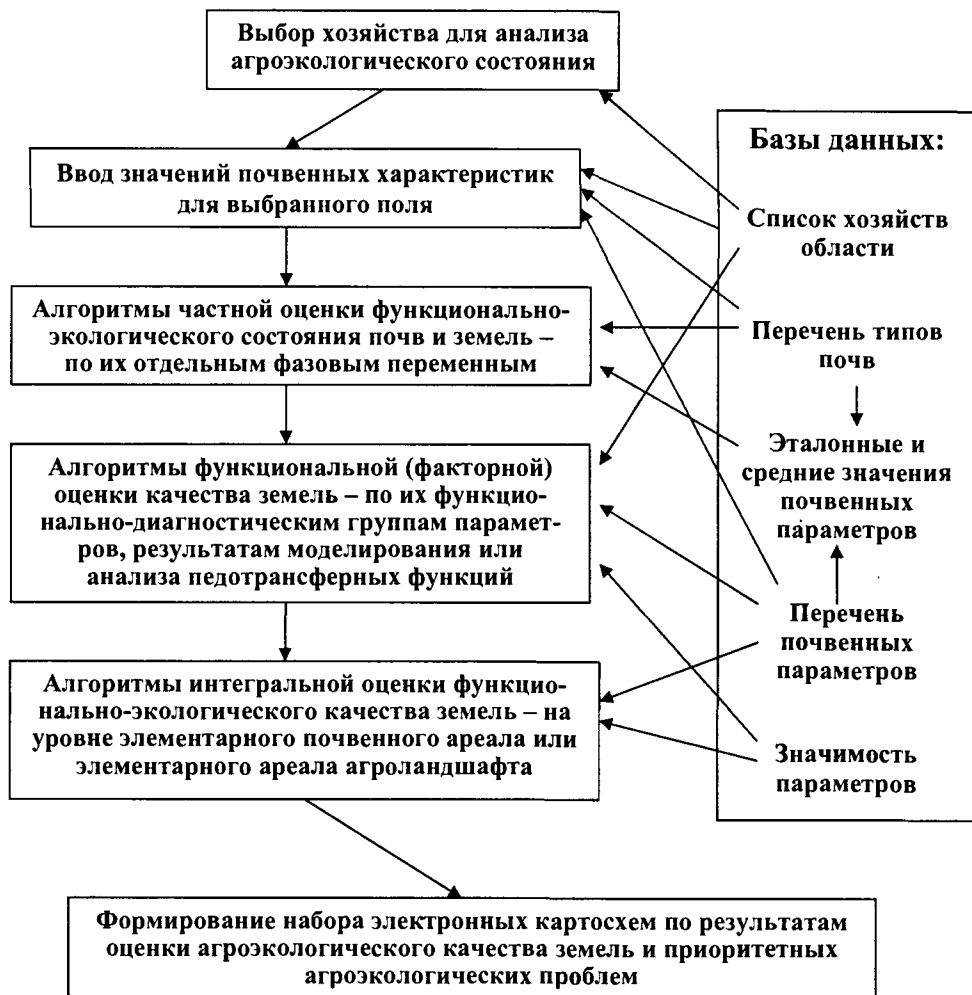 Выбор хозяйства для анализа
агроэкологического состояния
Ввод значений почвенных характеристик
для выбранного поля
Алгоритмы частной оценки функционально-
экологического состояния почв и земель –
по их отдельным фазовым переменным
Алгоритмы функциональной (факторной)
оценки качества земель – по их функцио-
нально-диагностическим группам парамет-
ров, результатам моделирования или
анализа педотрансферных функций
Алгоритмы интегральной оценки функцио-
нально-экологического качества земель – на
уровне элементарного почвенного ареала или
элементарного ареала агроландшафта
Формирование набора электронных картосхем по результатам
оценки агроэкологического качества земель и приоритетных
агроэкологических проблем
Базы данных:
Список хозяйств
области
Перечень типов
почв
Эталонные и
средние значения
почвенных
параметров
Перечень
почвенных
параметров
Значимость
параметров